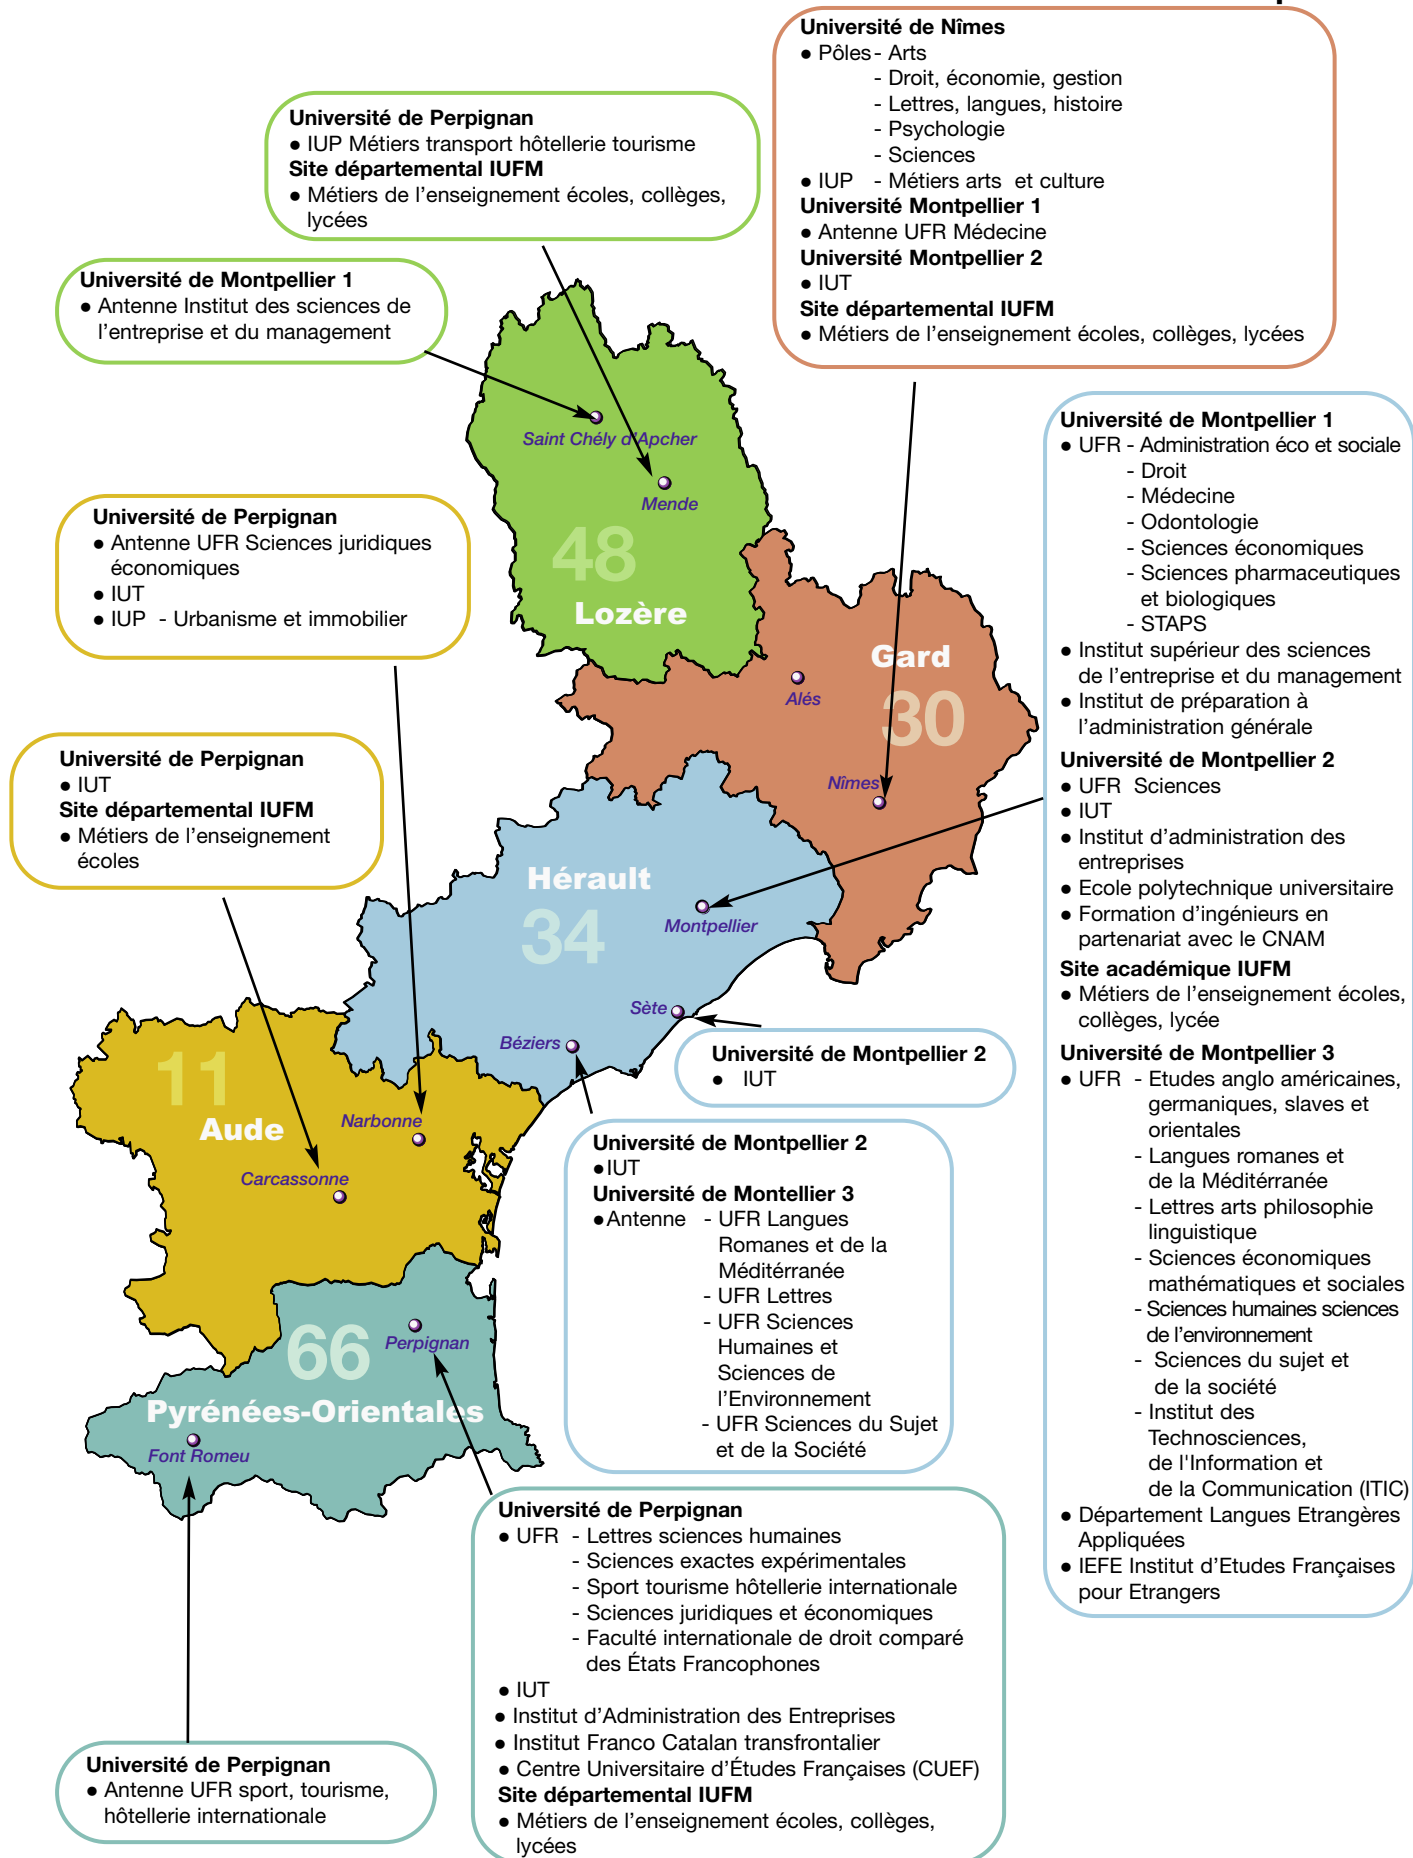 Université de Nîmes
● Pôles - Arts
- Droit, économie, gestion
- Lettres, langues, histoire
- Psychologie
- Sciences
● IUP - Métiers arts et culture
Université Montpellier 1
● Antenne UFR Médecine
Université Montpellier 2
● IUT
Site départemental IUFM
● Métiers de l’enseignement écoles, collèges, lycées
Université de Perpignan
● IUP Métiers transport hôtellerie tourisme
Site départemental IUFM
● Métiers de l’enseignement écoles, collèges,
lycées
Université de Montpellier 1
● Antenne Institut des sciences de
l’entreprise et du management
Saint Chély d’Apcher
Mende
48
Lozère
Université de Perpignan
● Antenne UFR Sciences juridiques
économiques
● IUT
● IUP - Urbanisme et immobilier
Gard
30
Alés
Nîmes
Université de Perpignan
● IUT
Site départemental IUFM
● Métiers de l’enseignement
écoles
Hérault
34
Montpellier
Sète
Béziers
Université de Montpellier 1
● UFR - Administration éco et sociale
- Droit
- Médecine
- Odontologie
- Sciences économiques
- Sciences pharmaceutiques
et biologiques
- STAPS
● Institut supérieur des sciences
de l’entreprise et du management
● Institut de préparation à
l’administration générale
Université de Montpellier 2
● UFR Sciences
● IUT
● Institut d’administration des
entreprises
● Ecole polytechnique universitaire
● Formation d’ingénieurs en
partenariat avec le CNAM
Site académique IUFM
● Métiers de l’enseignement écoles,
collèges, lycée
Université de Montpellier 3
● UFR - Etudes anglo américaines,
germaniques, slaves et
orientales
- Langues romanes et
de la Méditérranée
- Lettres arts philosophie
linguistique
- Sciences économiques
mathématiques et sociales
- Sciences humaines sciences
de l’environnement
- Sciences du sujet et
de la société
- Institut des
Technosciences,
de l'Information et
de la Communication (ITIC)
● Département Langues Etrangères
Appliquées
● IEFE Institut d’Etudes Françaises
pour Etrangers
Université de Montpellier 2
● IUT
11
Aude
Narbonne
Carcassonne
Université de Montpellier 2
● IUT
Université de Montellier 3
● Antenne - UFR Langues
Romanes et de la
Méditérranée
- UFR Lettres
- UFR Sciences
Humaines et
Sciences de
l’Environnement
- UFR Sciences du Sujet
et de la Société
66
Perpignan
Pyrénées-Orientales
Font Romeu
Université de Perpignan
● UFR - Lettres sciences humaines
- Sciences exactes expérimentales
- Sport tourisme hôtellerie internationale
- Sciences juridiques et économiques
- Faculté internationale de droit comparé
des États Francophones
● IUT
● Institut d’Administration des Entreprises
● Institut Franco Catalan transfrontalier
● Centre Universitaire d’Études Françaises (CUEF)
Site départemental IUFM
● Métiers de l’enseignement écoles, collèges,
lycées
Université de Perpignan
● Antenne UFR sport, tourisme,
hôtellerie internationale